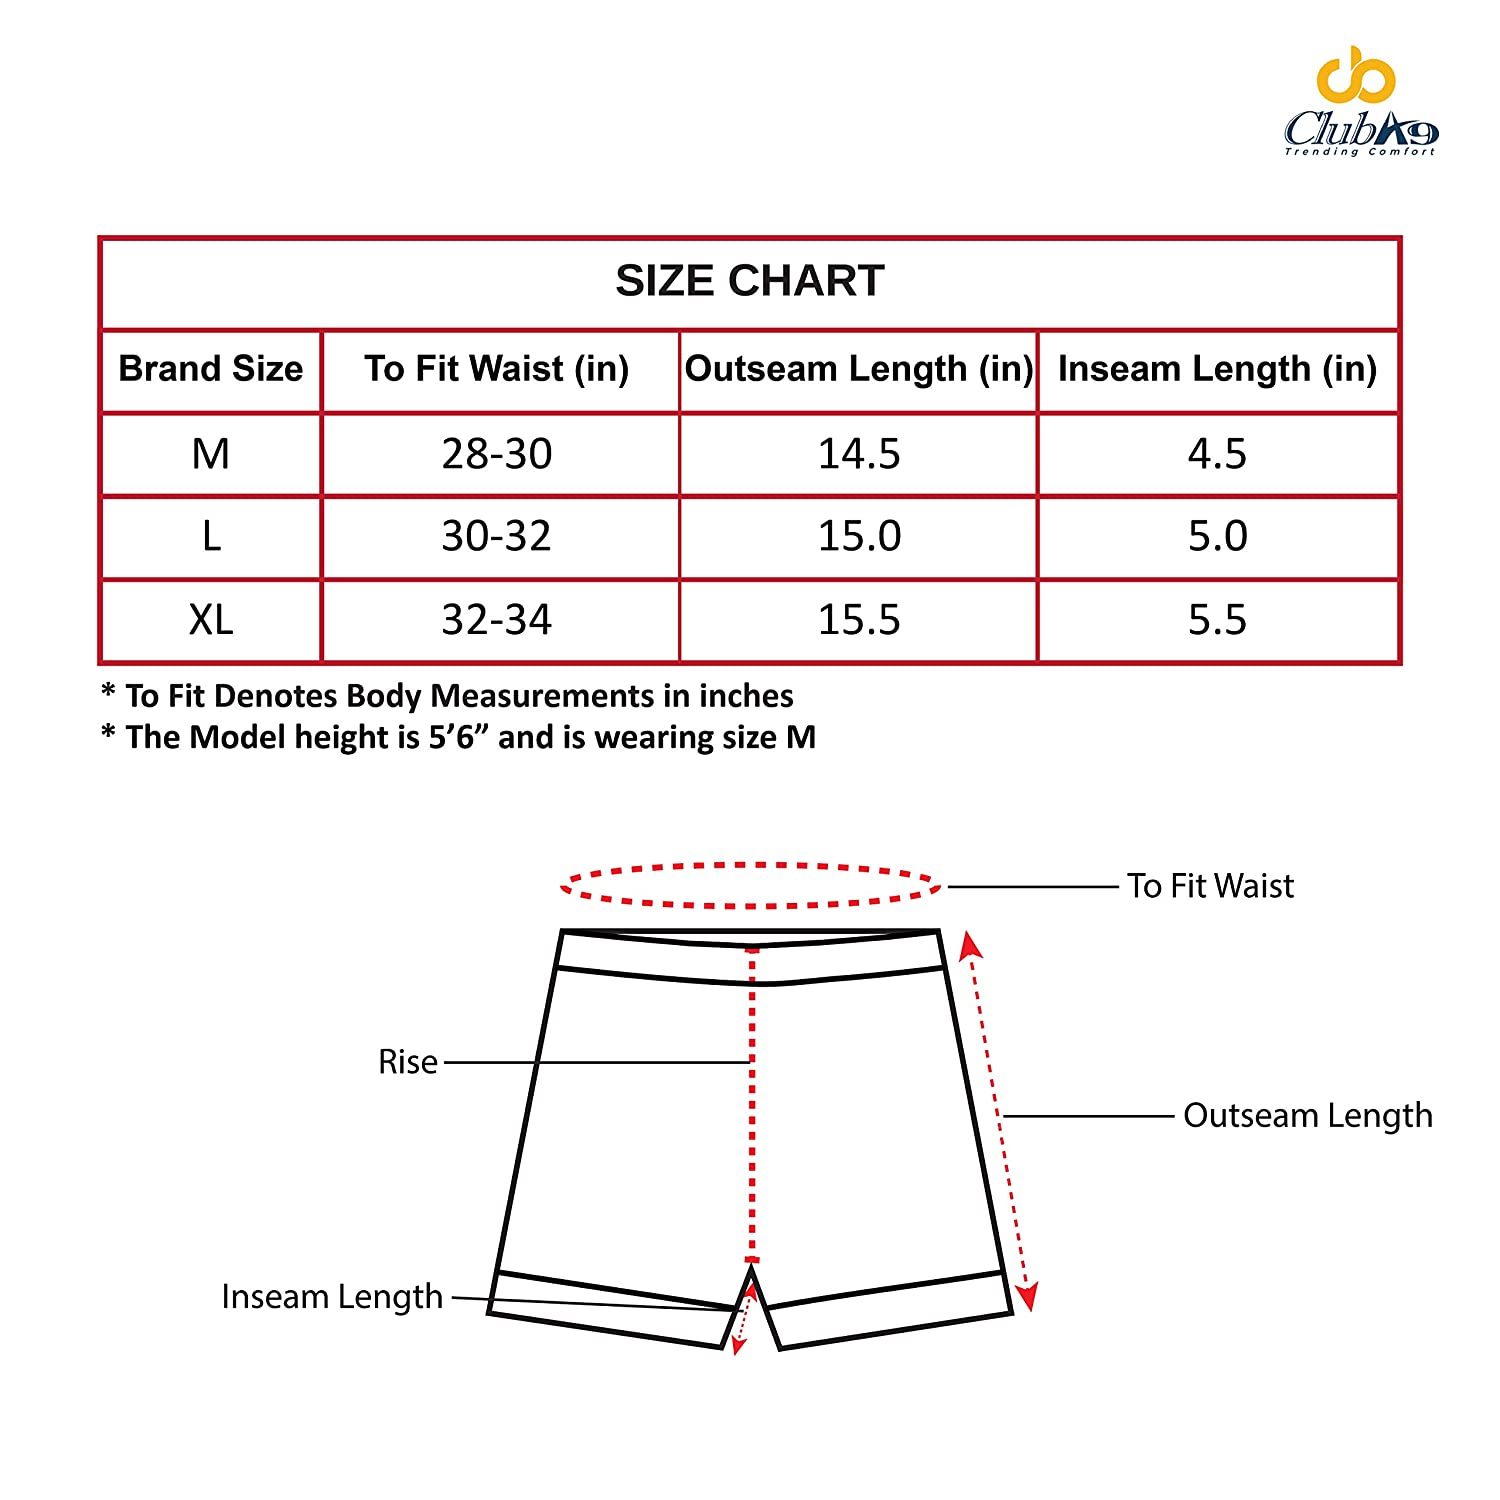 ClubA9
Trending Comfort
SIZE CHART
Brand Size To Fit Waist (in) Outseam Length (in) Inseam Length (in)
M 28-30 14.5 4.5
L 30-32 15.0 5.0
XL 32-34 15.5 5.5
* To Fit Denotes Body Measurements in inches
* The Model height is 5’6” and is wearing size M
To Fit Waist
Rise
Outseam Length
Inseam Length